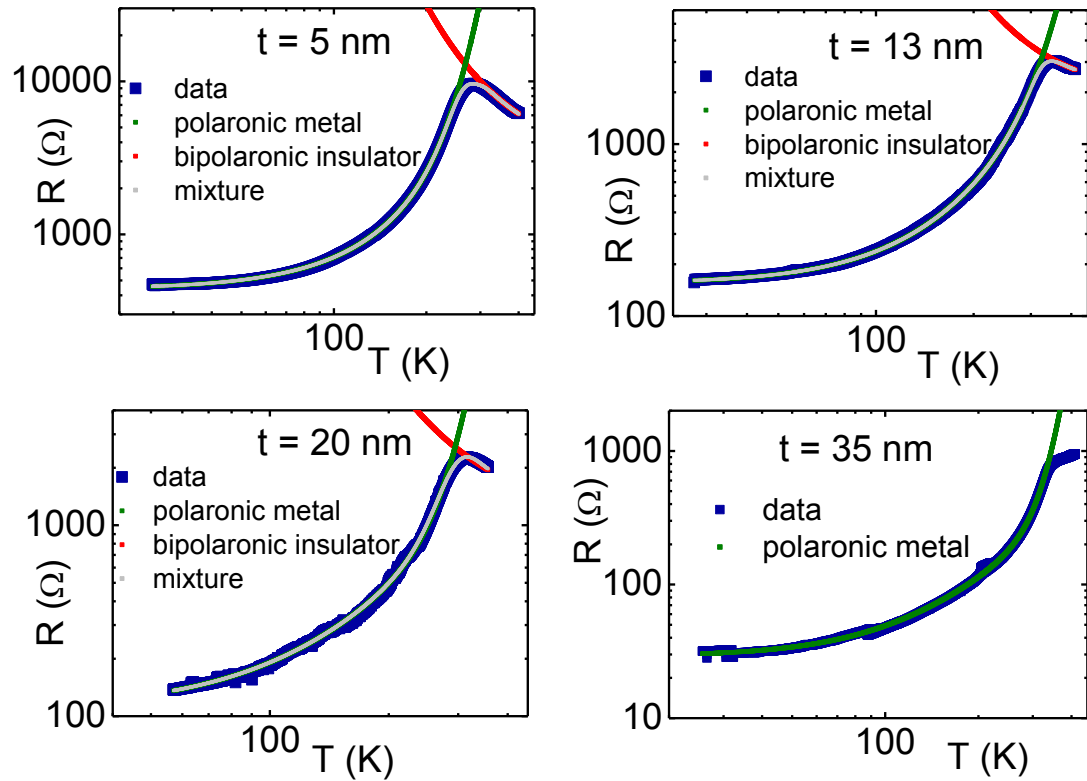 t = 5 nm
10000
1000
R (Ω)
data
polaronic metal
bipolaronic insulator
mixture
100
T (K)
t = 13 nm
1000
100
R (Ω)
data
polaronic metal
bipolaronic insulator
mixture
100
T (K)
t = 20 nm
1000
100
R (Ω)
data
polaronic metal
bipolaronic insulator
mixture
100
T (K)
t = 35 nm
1000
100
10
R (Ω)
data
polaronic metal
100
T (K)